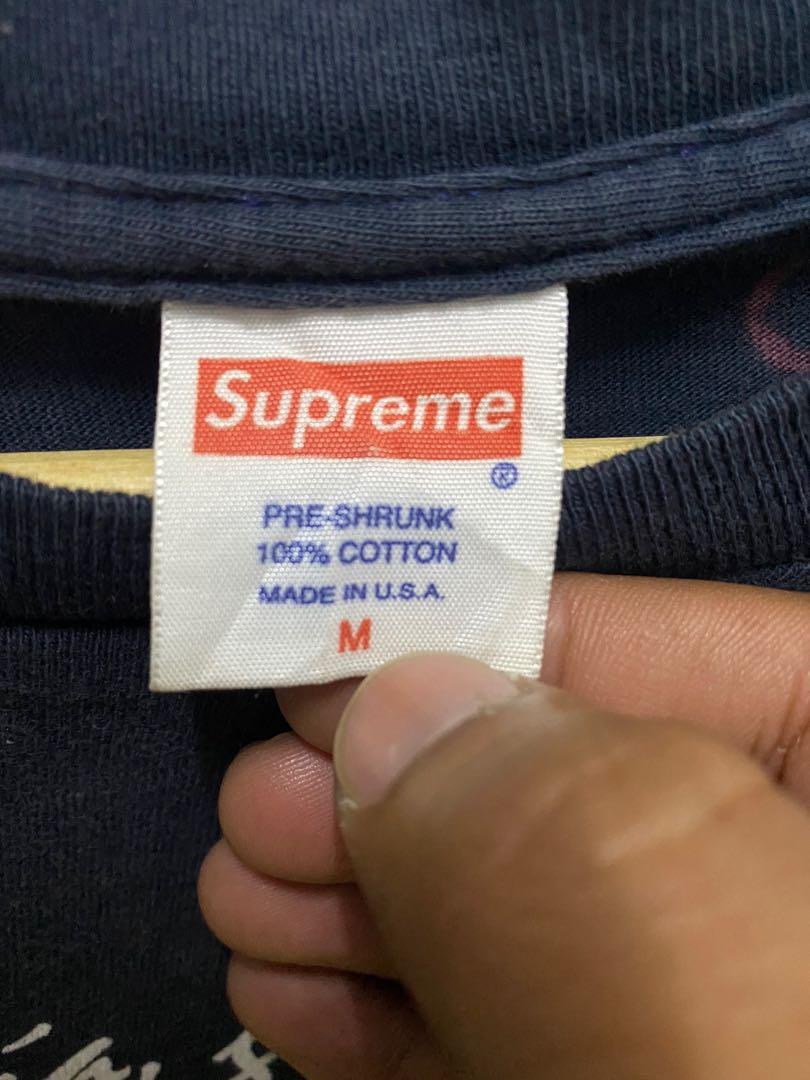 Supreme
®
PRE-SHRUNK
100% COTTON
MADE IN U.S.A.
M